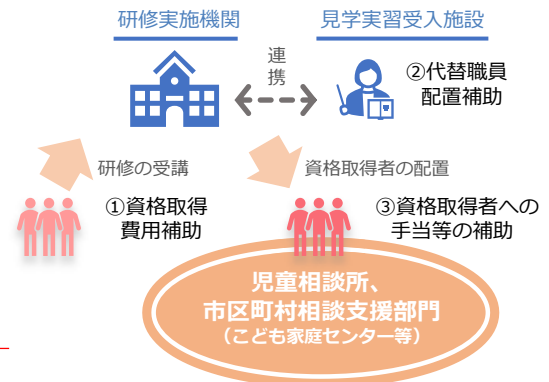 研修実施機関
見学実習受入施設
連
携
②代替職員
配置補助
研修の受講
資格取得者の配置
①資格取得
費用補助
③資格取得者への
手当等の補助
児童相談所、
市区町村相談支援部門
（こども家庭センター等）